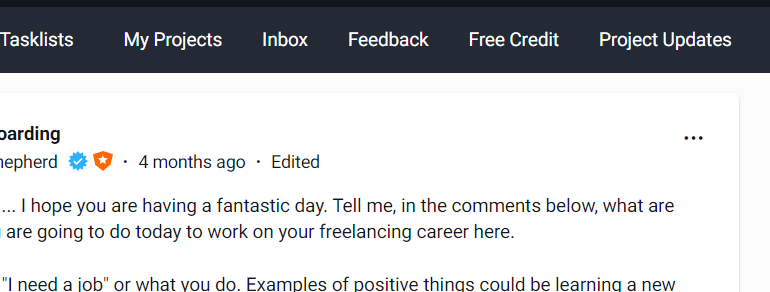 Tasklists My Projects Inbox Feedback Free Credit Project Updates
oarding
hepherd · 4 months ago · Edited
... I hope you are having a fantastic day. Tell me, in the comments below, what are
are going to do today to work on your freelancing career here.
"I need a job" or what you do. Examples of positive things could be learning a new